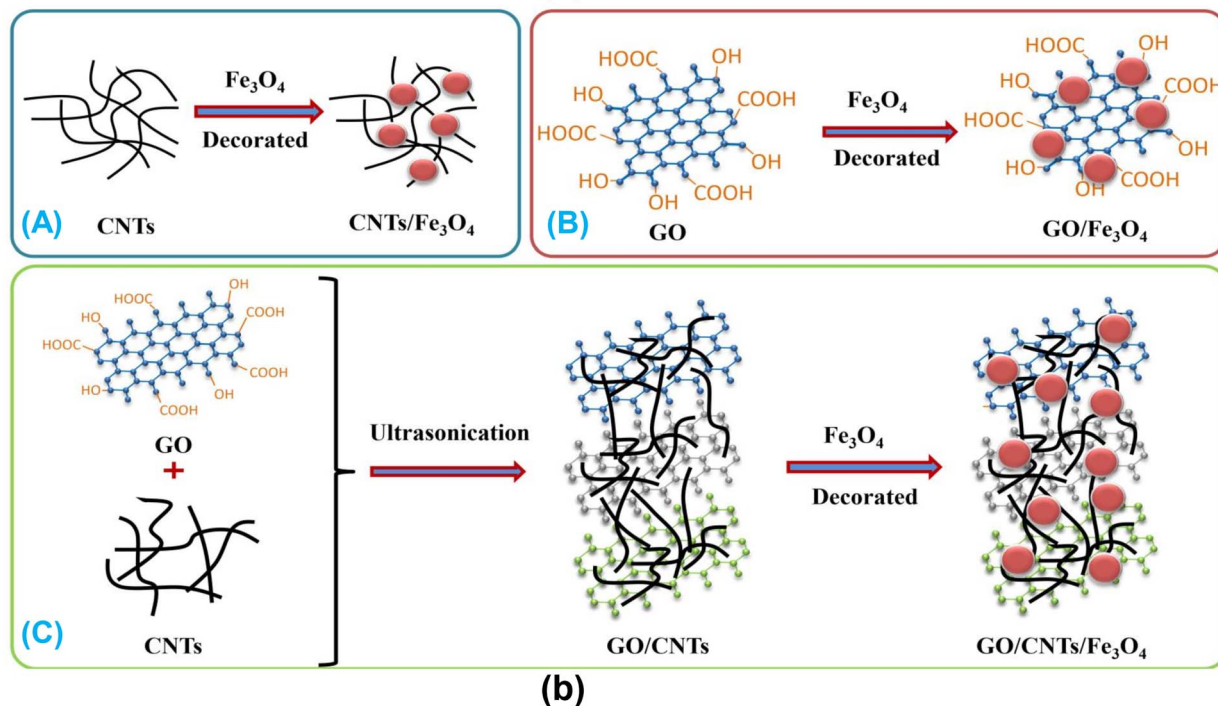 Fe₃O₄
Decorated
CNTs
CNTs/Fe₃O₄
(A)
HOOC
OH
HO
COOH
HOOC
OH
HO
COOH
GO
Fe₃O₄
Decorated
HOOC
OH
HO
COOH
HOOC
OH
HO
COOH
OH
GO/Fe₃O₄
(B)
HOOC
OH
HO
COOH
HOOC
COOH
HO
OH
COOH
GO
+
CNTs
(C)
Ultrasonication
GO/CNTs
Fe₃O₄
Decorated
GO/CNTs/Fe₃O₄
(b)